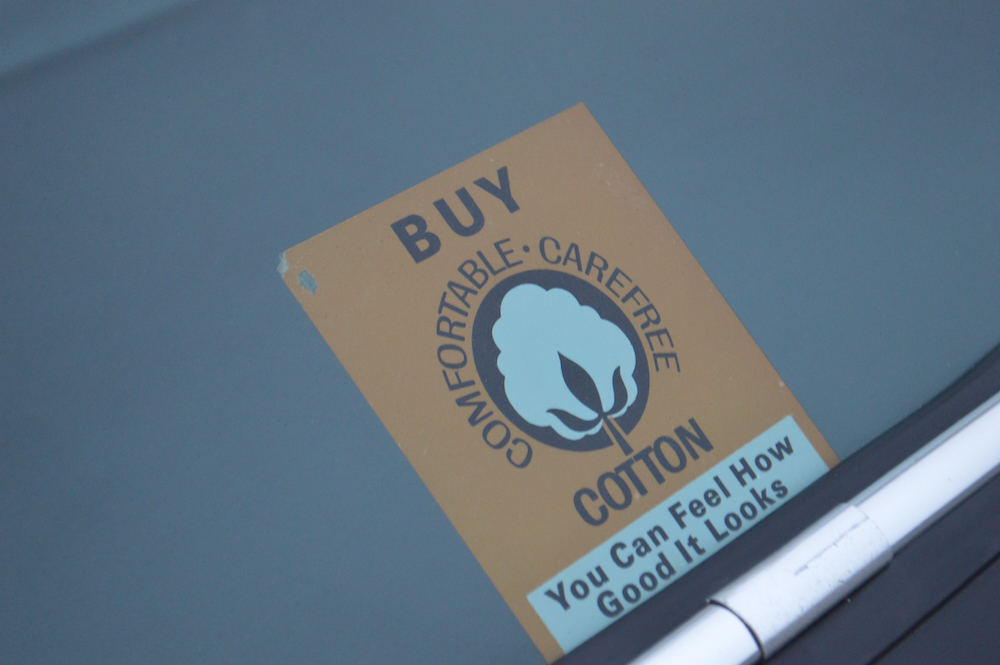 BUY
COMFORTABLE · CAREFREE
COTTON
You Can Feel How
Good It Looks